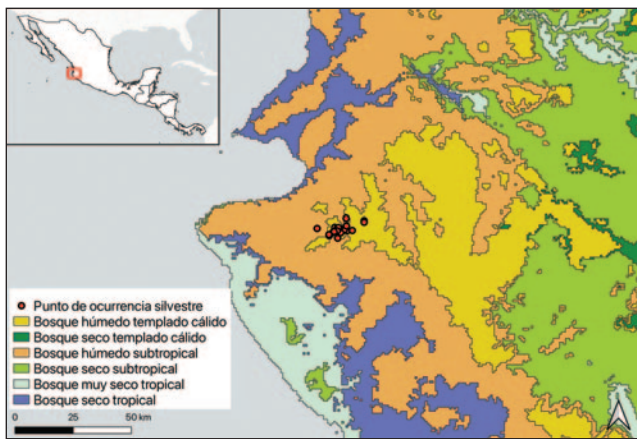 Punto de ocurrencia silvestre
Bosque húmedo templado cálido
Bosque seco templado cálido
Bosque húmedo subtropical
Bosque seco subtropical
Bosque muy seco tropical
Bosque seco tropical
0 25 50 km